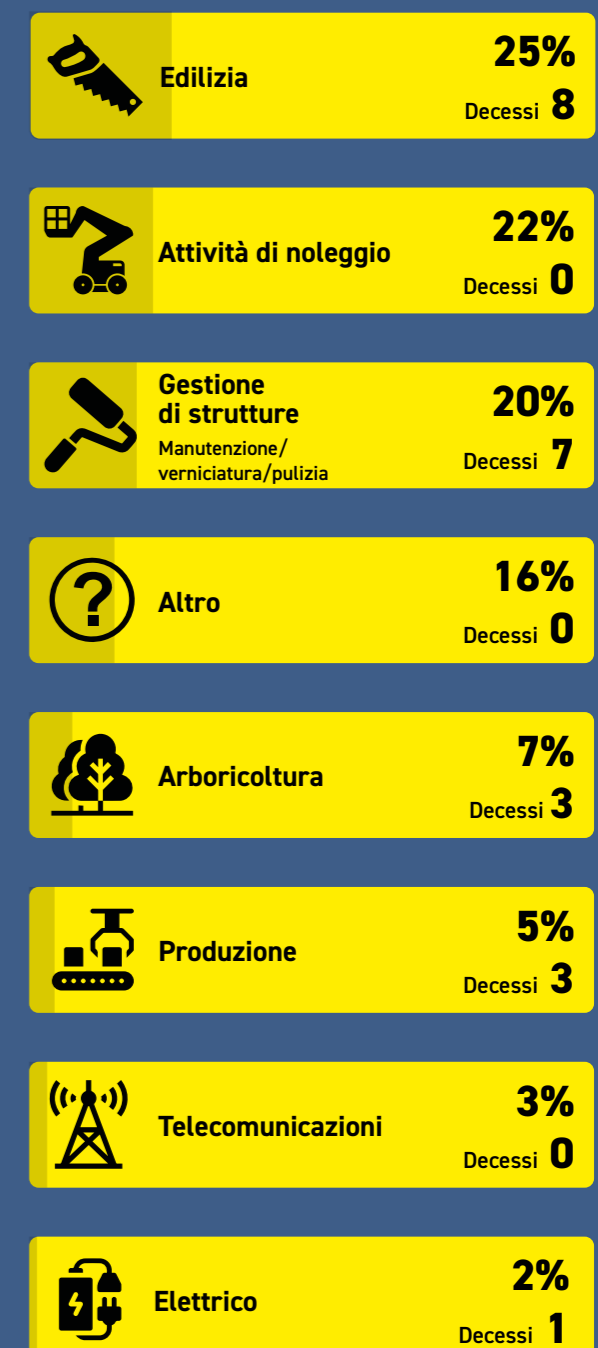 Edilizia
25%
Decessi 8
Attività di noleggio
22%
Decessi 0
Gestione
di strutture
Manutenzione/
verniciatura/pulizia
20%
Decessi 7
?
Altro
16%
Decessi 0
Arboricoltura
7%
Decessi 3
Produzione
5%
Decessi 3
Telecomunicazioni
3%
Decessi 0
Elettrico
2%
Decessi 1